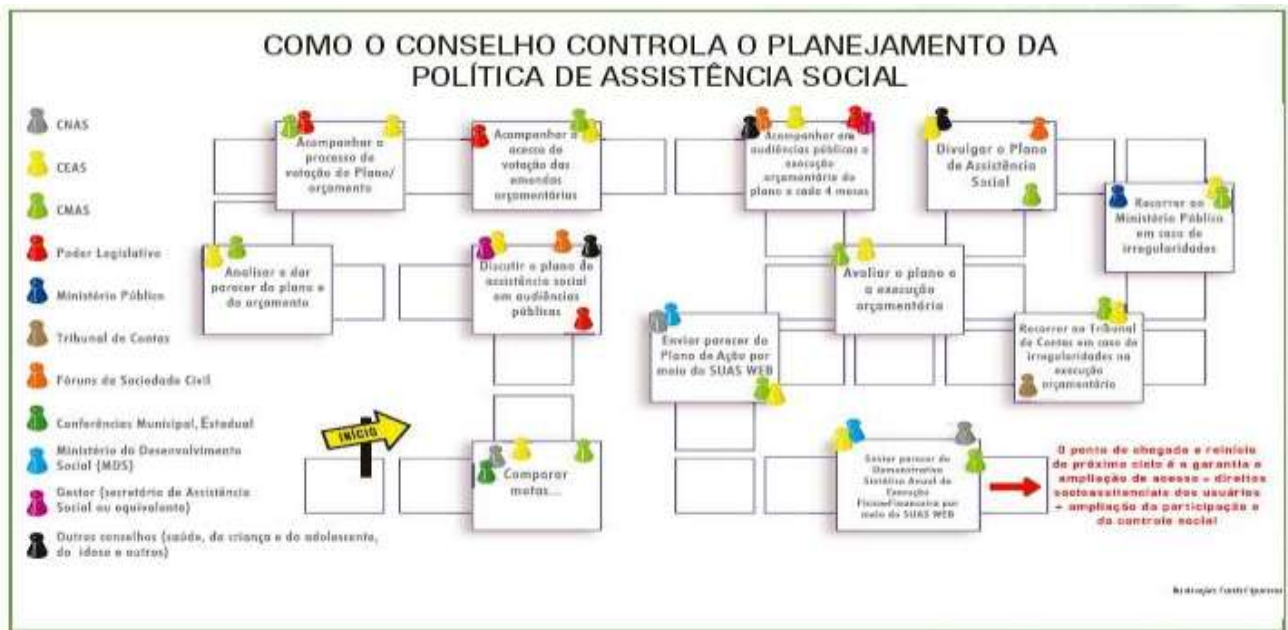 COMO O CONSELHO CONTROLA O PLANEJAMENTO DA
POLÍTICA DE ASSISTÊNCIA SOCIAL
CNAS
CEAS
CMAS
Poder Legislativo
Ministério Público
Tribunal de Contas
Fóruns da Sociedade Civil
Conferências Municipal, Estadual
Ministério do Desenvolvimento
Social (MDS)
Gestor (secretário de Assistência
Social ou equivalente)
Outros conselhos (saúde, da criança e do adolescente,
do idoso e outros)
Acompanhar o
processo de
votação do Plano/
orçamento
Acompanhar o
acesso de
votação das
emendas
orçamentárias
Acompanhar em
audiências públicas a
execução
orçamentária do
plano a cada 4 meses
Divulgar o Plano
de Assistência
Social
Recorrer ao
Ministério Público
em caso de
irregularidades
Analisar e dar
parecer do plano e
do orçamento
Discutir o plano de
assistência social
em audiências
públicas
Avaliar o plano e
a execução
orçamentária
Enviar parecer do
Plano de Ação por
meio do SUAS WEB
Recorrer ao Tribunal
de Contas em caso de
irregularidades na
execução
orçamentária
INÍCIO
Comparar
metas...
Enviar parecer do
Demonstrativo
Sintético Anual da
Execução
Físico-Financeira por
meio do SUAS WEB
O ponto de chegada e reinício
do próximo ciclo é a garantia e
ampliação de acesso
direitos
socioassitenciais dos usuários
+ ampliação da participação e
do controle social